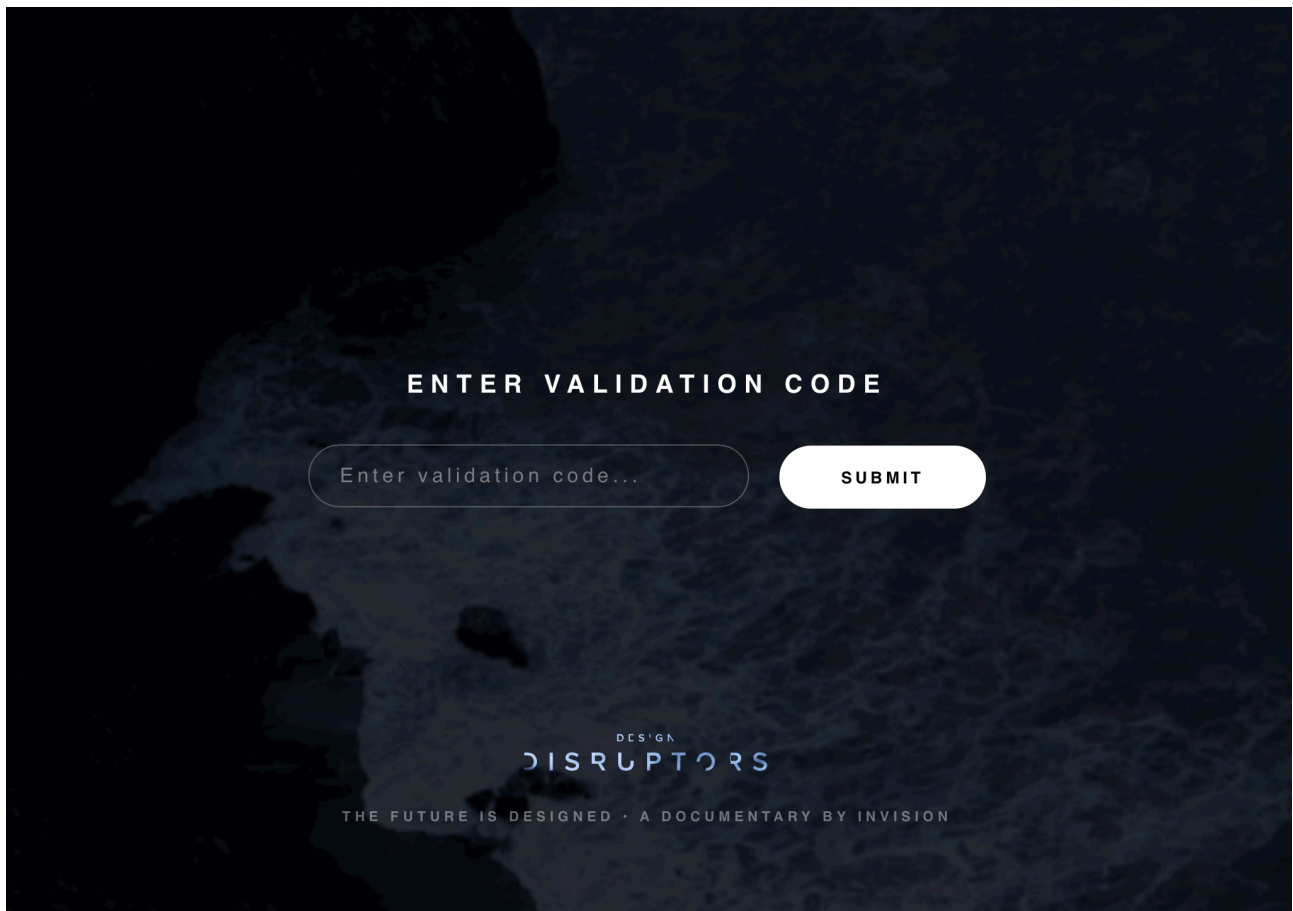 ENTER VALIDATION CODE
Enter validation code...
SUBMIT
DESIGN
DISRUPTORS
THE FUTURE IS DESIGNED · A DOCUMENTARY BY INVISION